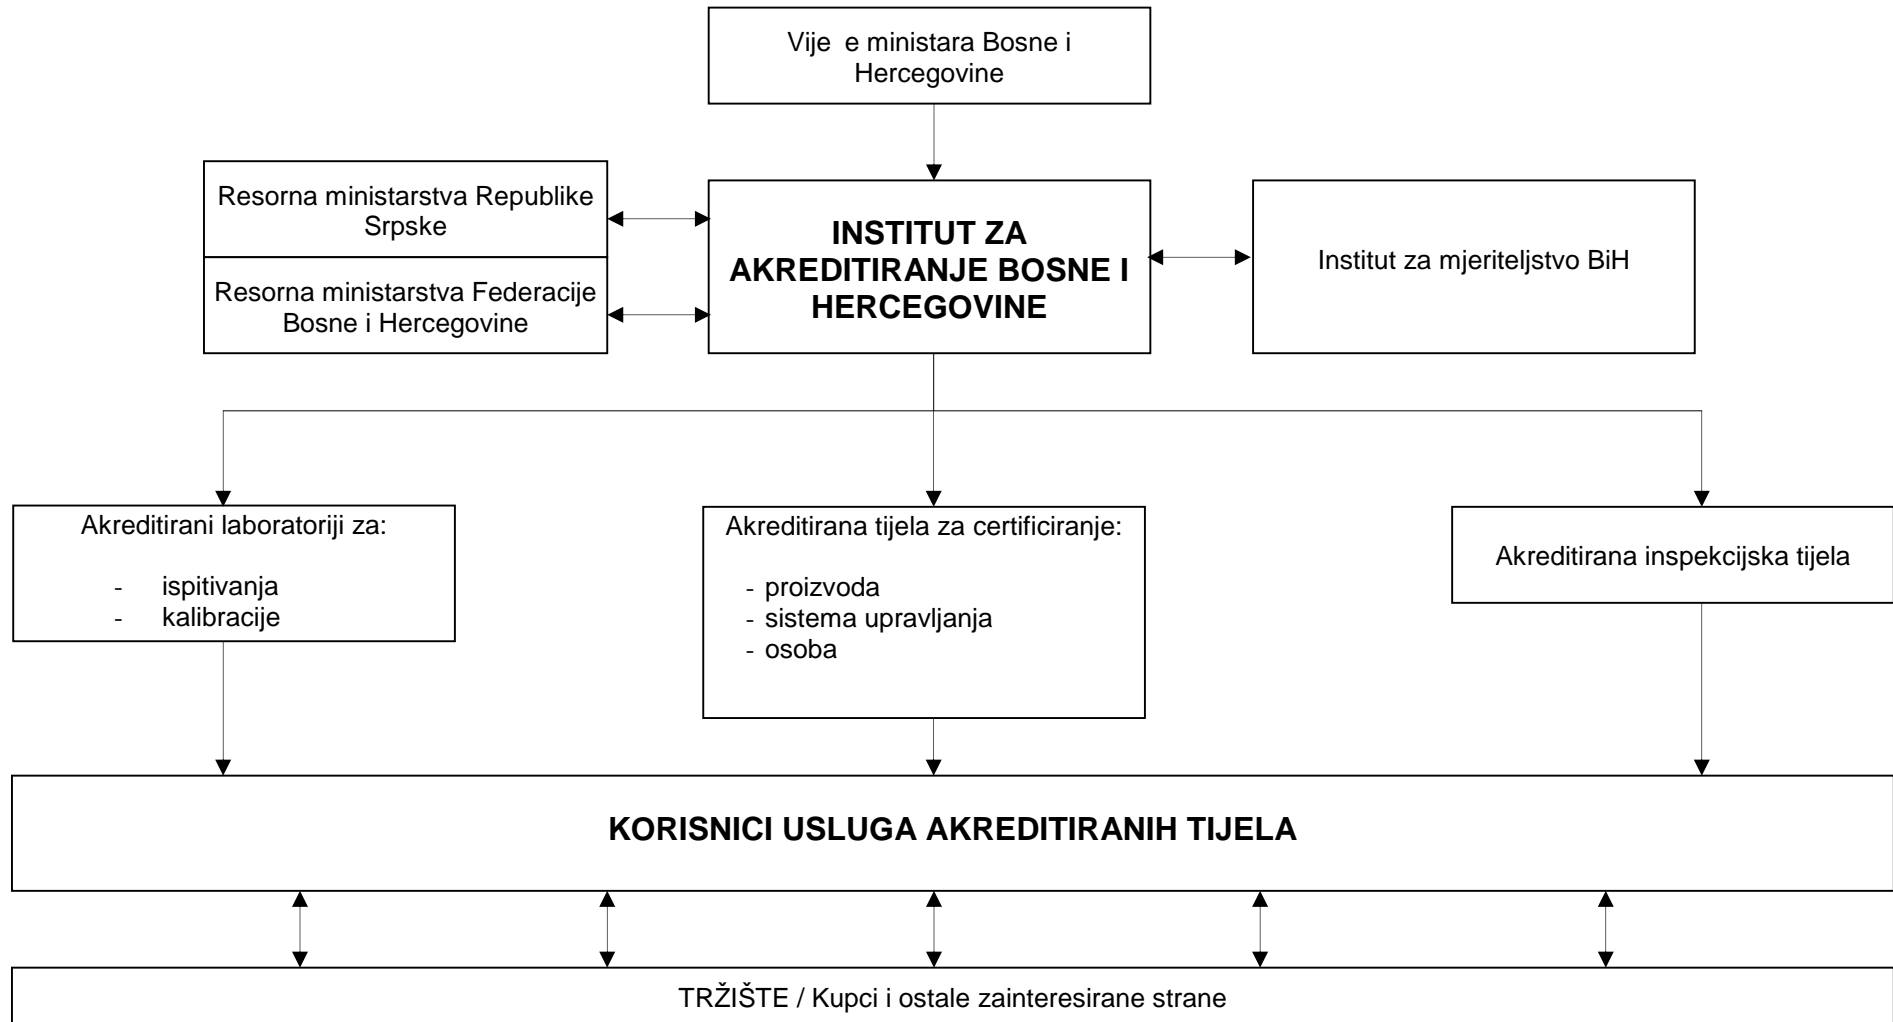 Vije e ministara Bosne i
Hercegovine
Resorna ministarstva Republike
Srpske
Resorna ministarstva Federacije
Bosne i Hercegovine
INSTITUT ZA
AKREDITIRANJE BOSNE I
HERCEGOVINE
Institut za mjeriteljstvo BiH
Akreditirani laboratoriji za:
- ispitivanja
- kalibracije
Akreditirana tijela za certificiranje:
- proizvoda
- sistema upravljanja
- osoba
Akreditirana inspekcijska tijela
KORISNICI USLUGA AKREDITIRANIH TIJELA
TRŽIŠTE / Kupci i ostale zainteresirane strane